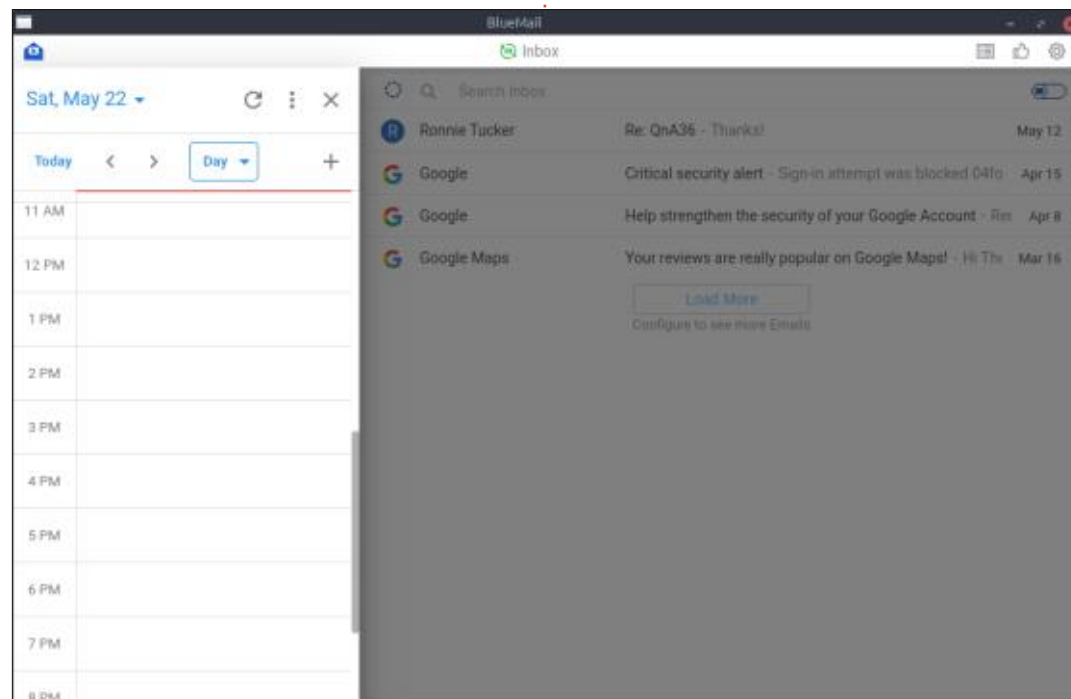 BlueMail
Inbox
Sat, May 22
Today
Day
11 AM
12 PM
1 PM
2 PM
3 PM
4 PM
5 PM
6 PM
7 PM
8 PM
Search Inbox
R Ronnie Tucker Re: QnA36 - Thanks! May 12
G Google Critical security alert - Sign-in attempt was blocked 04fo Apr 15
G Google Help strengthen the security of your Google Account - Apr 8
G Google Maps Your reviews are really popular on Google Maps! - Hi The Mar 16
Load More
Configure to see more Emails